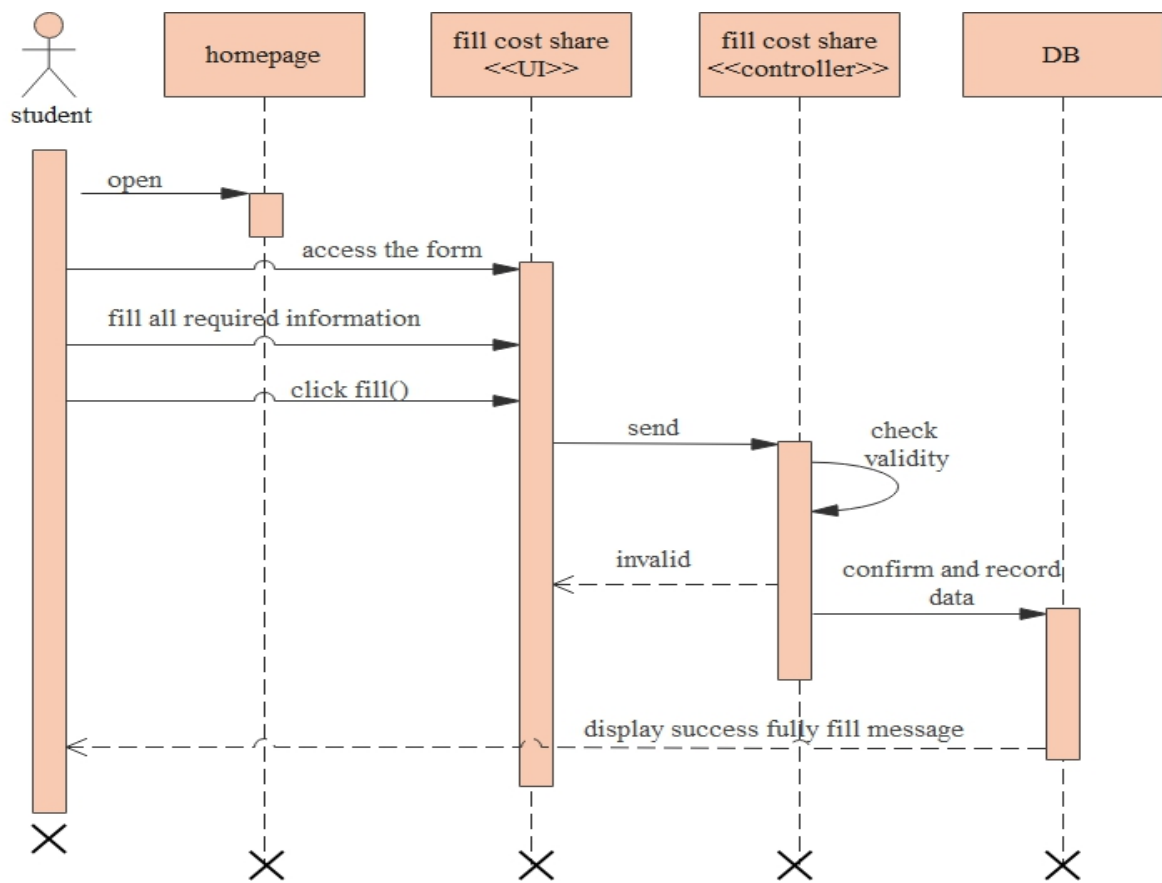 student
homepage
fill cost share
<<UI>>
fill cost share
<<controller>>
DB
open
access the form
fill all required information
click fill()
send
check
validity
invalid
confirm and record
data
display success fully fill message